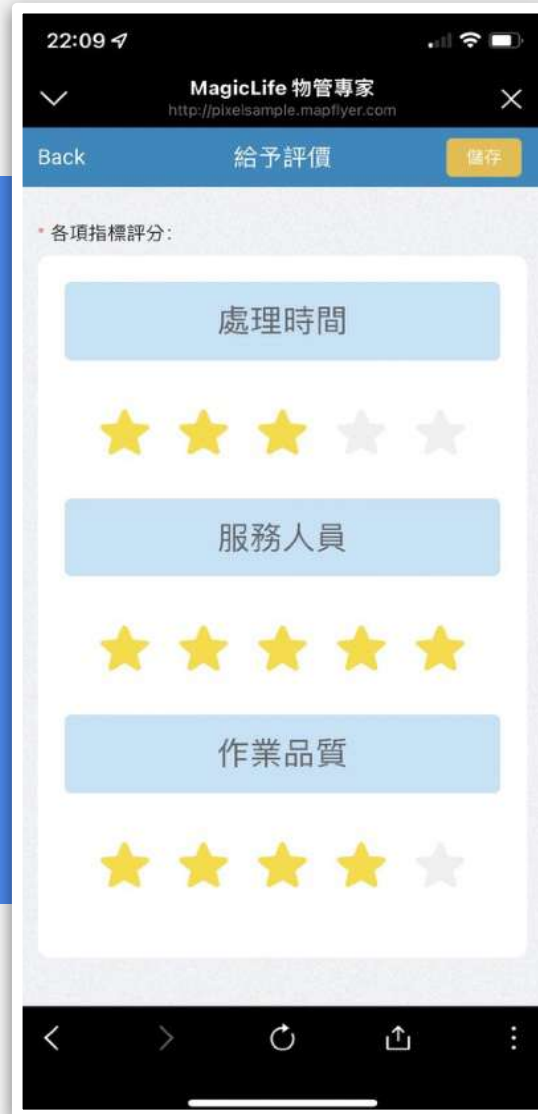 22:09
MagicLife 物管專家
http://pixelsample.mapflyer.com
Back
給予評價
儲存
* 各項指標評分:
處理時間
服務人員
作業品質